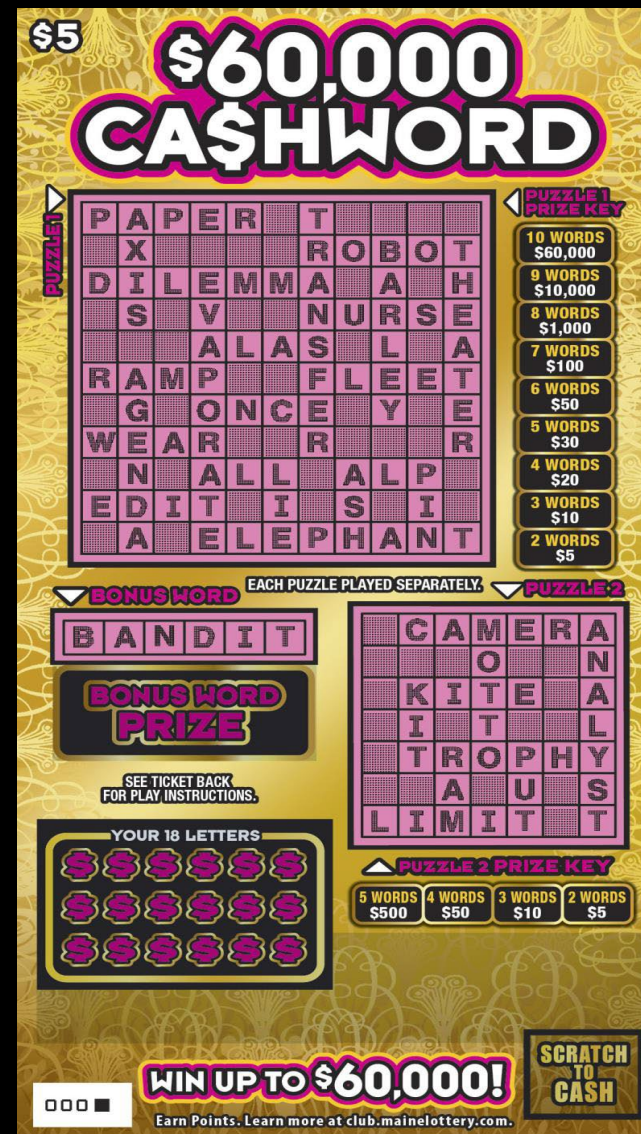 $5
$60,000
CA$HWORD
PUZZLE 1
PAPER T
X ROBOT
DILEMMA A H
S V NURSE
ALAS L A
RAMP FLEET
G ONCE Y E
WEAR R R
N ALL ALP
EDIT I S I
A ELEPHANT
PUZZLE 1
PRIZE KEY
10 WORDS
$60,000
9 WORDS
$10,000
8 WORDS
$1,000
7 WORDS
$100
6 WORDS
$50
5 WORDS
$30
4 WORDS
$20
3 WORDS
$10
2 WORDS
$5
EACH PUZZLE PLAYED SEPARATELY.
BONUS WORD
BANDIT
BONUS WORD
PRIZE
SEE TICKET BACK
FOR PLAY INSTRUCTIONS.
YOUR 18 LETTERS
$ $ $ $ $ $
$ $ $ $ $ $
$ $ $ $ $ $
PUZZLE 2
CAMERA
O N
KITE A
I T L
TROPHY
A U S
LIMIT T
PUZZLE 2 PRIZE KEY
5 WORDS
$500
4 WORDS
$50
3 WORDS
$10
2 WORDS
$5
WIN UP TO $60,000!
SCRATCH
TO
CASH
000
Earn Points. Learn more at club.mainelottery.com.